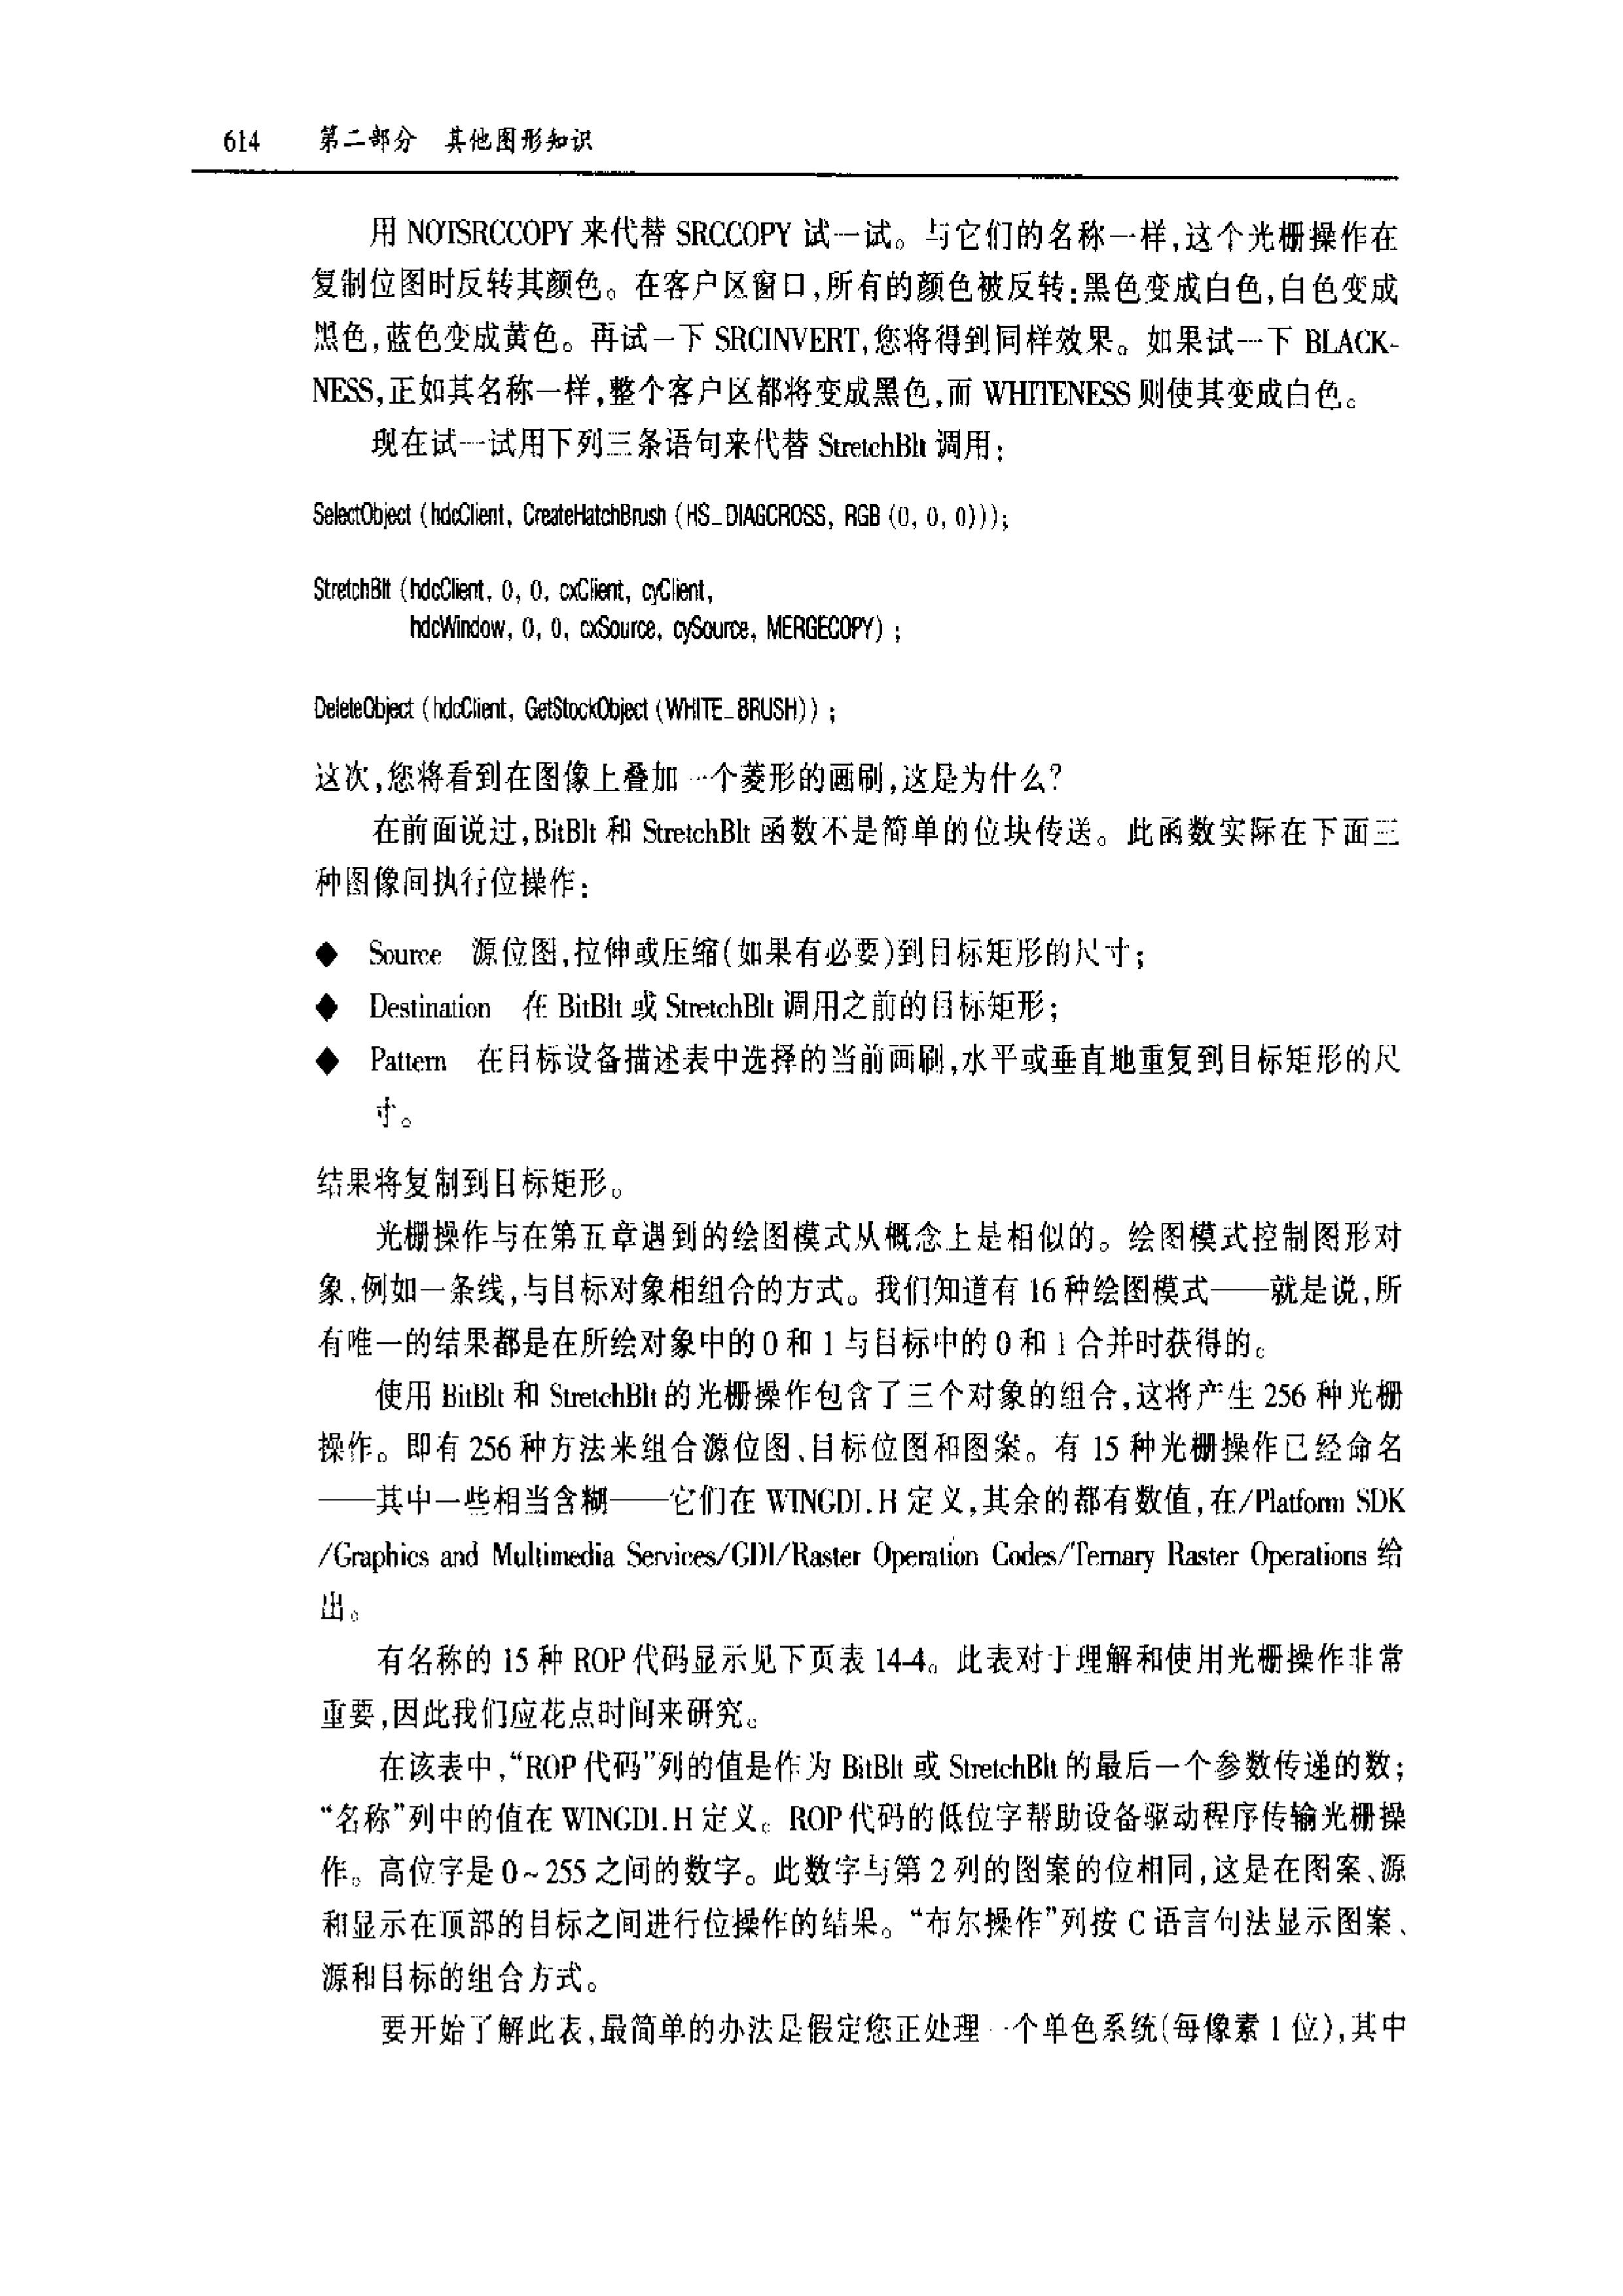 614 第二部分 其他图形知识
用 NOTSRCCOPY 来代替 SRCCOPY 试一试。与它们的名称一样,这个光栅操作在
复制位图时反转其颜色。在客户区窗口,所有的颜色被反转:黑色变成白色,白色变成
黑色,蓝色变成黄色。再试一下 SRCINVERT,您将得到同样效果。如果试一下 BLACK-
NESS,正如其名称一样,整个客户区都将变成黑色,而 WHITENESS 则使其变成白色。
现在试一试用下列三条语句来代替 StretchBlt 调用:
SelectObject (hdcClient, CreateHatchBrush (HS_DIAGCROSS, RGB (0, 0, 0)));
StretchBlt (hdcClient, 0, 0, cxClient, cyClient,
hdcWindow, 0, 0, cxSource, cySource, MERGECOPY) ;
DeleteObject (hdcClient, GetStockObject (WHITE_BRUSH)) ;
这次,您将看到在图像上叠加一个菱形的画刷,这是为什么?
在前面说过,BitBlt 和 StretchBlt 函数不是简单的位块传送。此函数实际在下面三
种图像间执行位操作:
◆ Source 源位图,拉伸或压缩(如果有必要)到目标矩形的尺寸;
◆ Destination 在 BitBlt 或 StretchBlt 调用之前的目标矩形;
◆ Pattern 在目标设备描述表中选择的当前画刷,水平或垂直地重复到目标矩形的尺
寸。
结果将复制到目标矩形。
光栅操作与在第五章遇到的绘图模式从概念上是相似的。绘图模式控制图形对
象,例如一条线,与目标对象相组合的方式。我们知道有 16 种绘图模式——就是说,所
有唯一的结果都是在所绘对象中的 0 和 1 与目标中的 0 和 1 合并时获得的。
使用 BitBlt 和 StretchBlt 的光栅操作包含了三个对象的组合,这将产生 256 种光栅
操作。即有 256 种方法来组合源位图、目标位图和图案。有 15 种光栅操作已经命名
——其中一些相当含糊——它们在 WINGDI.H 定义,其余的都有数值,在/Platform SDK
/Graphics and Multimedia Services/GDI/Raster Operation Codes/Ternary Raster Operations 给
出。
有名称的 15 种 ROP 代码显示见下页表 14-4。此表对于理解和使用光栅操作非常
重要,因此我们应花点时间来研究。
在该表中,“ROP 代码”列的值是作为 BitBlt 或 StretchBlt 的最后一个参数传递的数;
“名称”列中的值在 WINGDI.H 定义。ROP 代码的低位字帮助设备驱动程序传输光栅操
作。高位字是 0~255 之间的数字。此数字与第 2 列的图案的位相同,这是在图案、源
和显示在顶部的目标之间进行位操作的结果。“布尔操作”列按 C 语言句法显示图案、
源和目标的组合方式。
要开始了解此表,最简单的办法是假定您正处理一个单色系统(每像素 1 位),其中